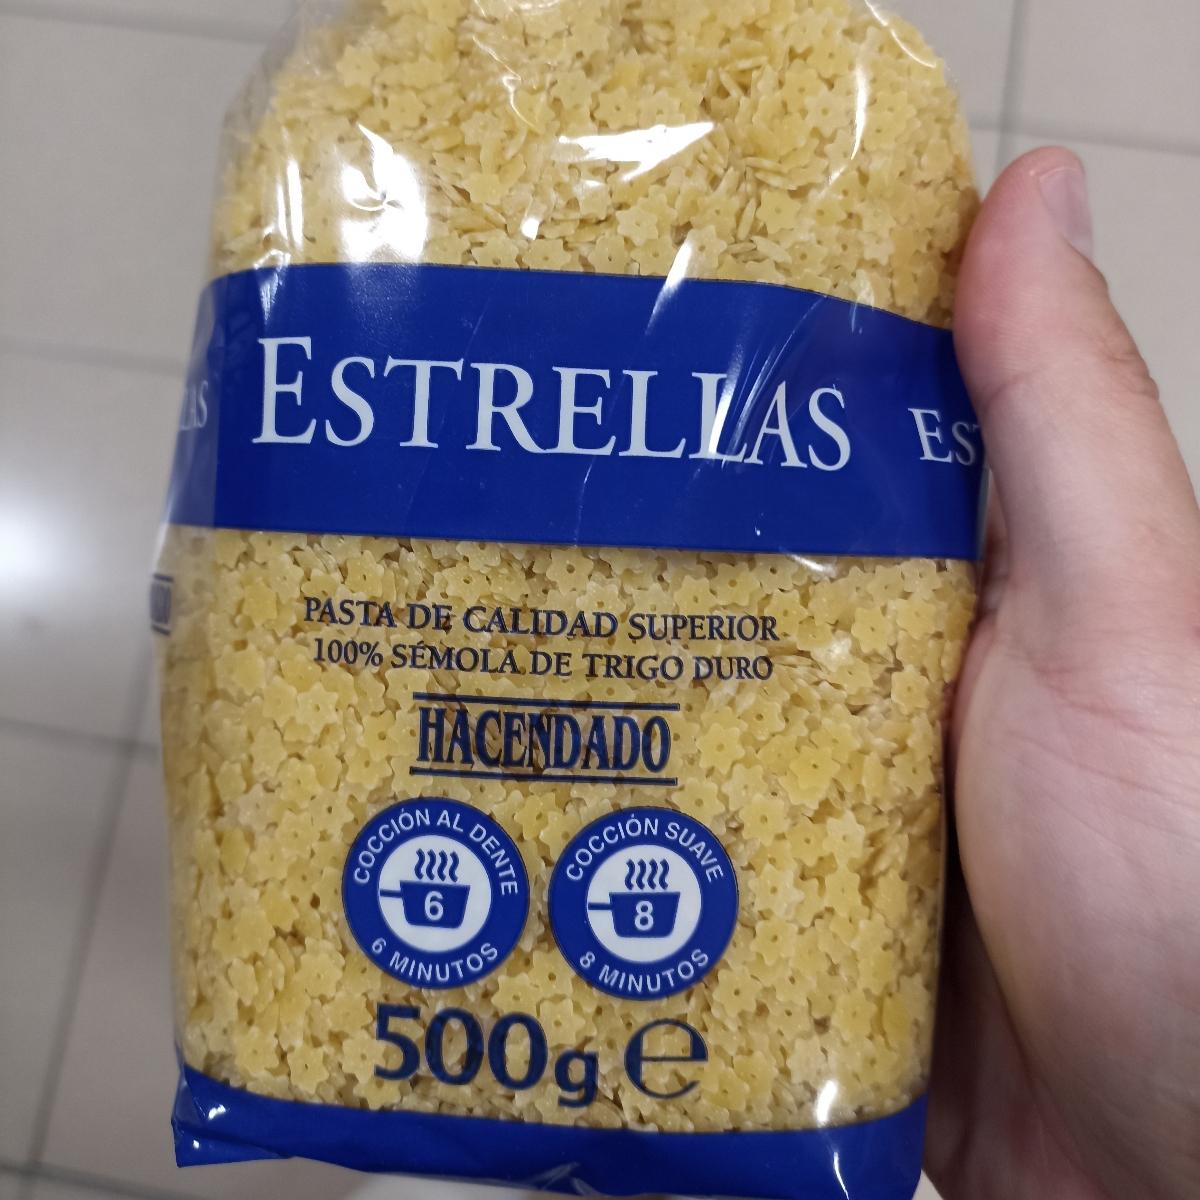 ESTRELLAS
PASTA DE CALIDAD SUPERIOR
100% SÉMOLA DE TRIGO DURO
HACENDADO
COCCIÓN AL DENTE
6
6 MINUTOS
COCCIÓN SUAVE
8
8 MINUTOS
500g e